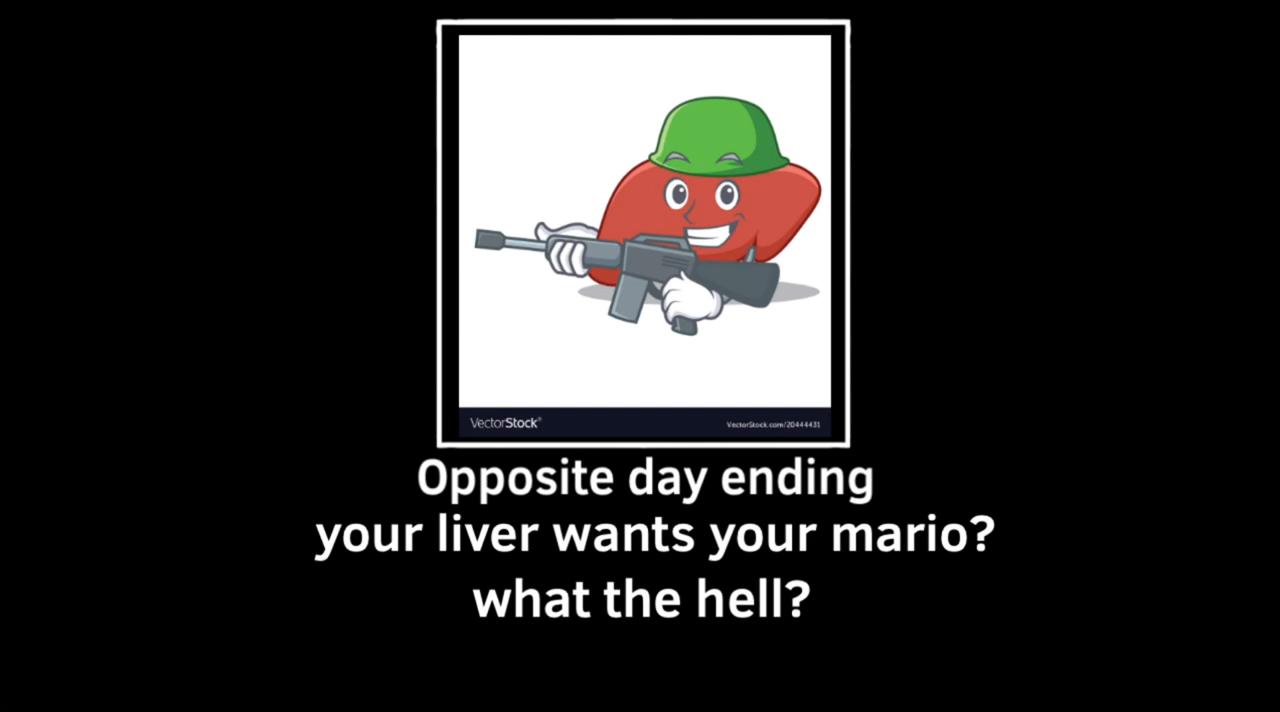 VectorStock®
VectorStock.com/20444431
Opposite day ending
your liver wants your mario?
what the hell?